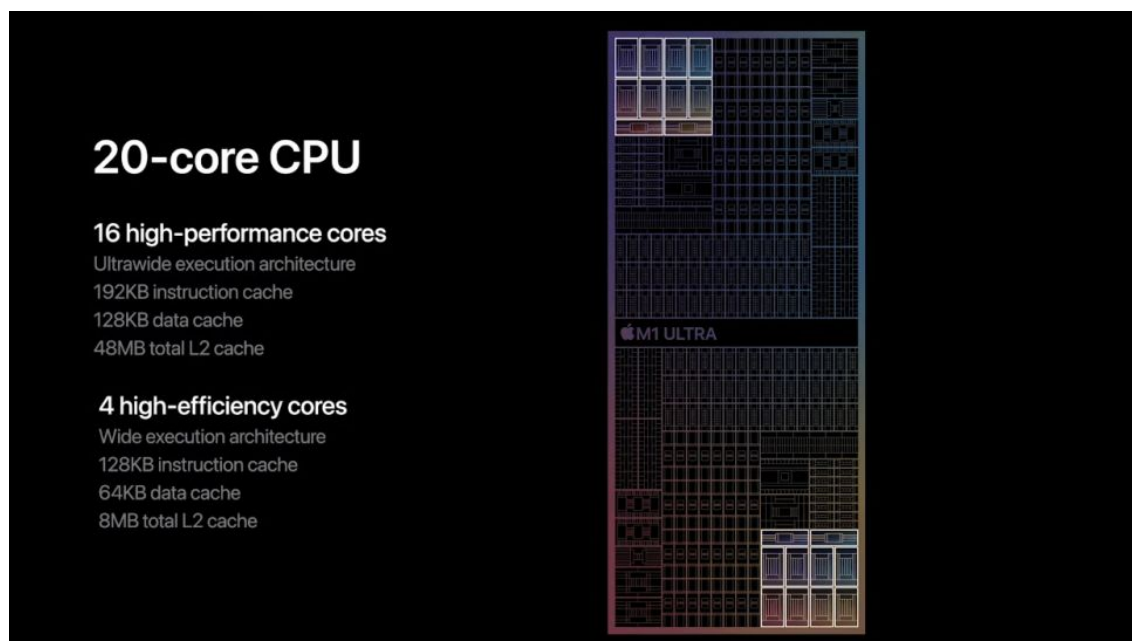 20-core CPU
16 high-performance cores
Ultrawide execution architecture
192KB instruction cache
128KB data cache
48MB total L2 cache
4 high-efficiency cores
Wide execution architecture
128KB instruction cache
64KB data cache
8MB total L2 cache
M1 ULTRA